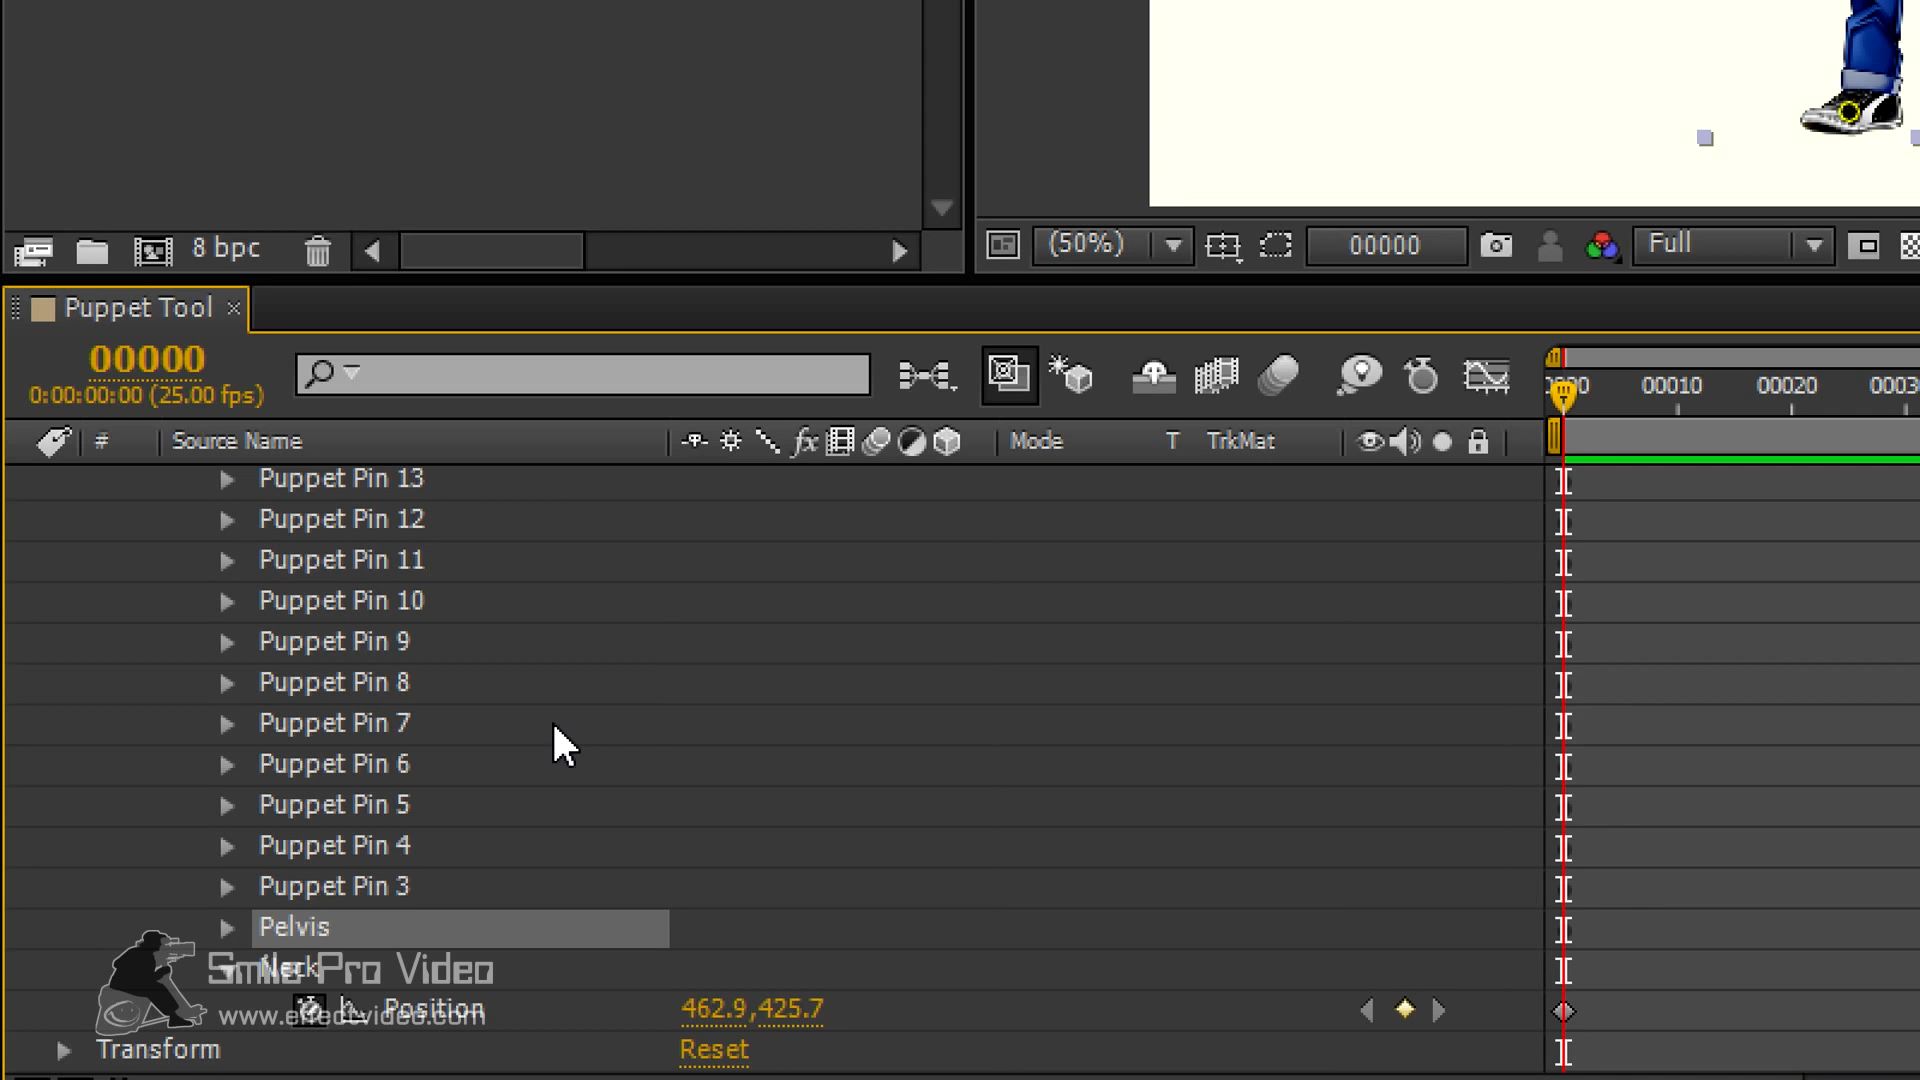 8 bpc
(50%)
00000
Full
Puppet Tool
00000
0:00:00:00 (25.00 fps)
00010
00020
#
Source Name
fx
Mode
T
TrkMat
Puppet Pin 13
Puppet Pin 12
Puppet Pin 11
Puppet Pin 10
Puppet Pin 9
Puppet Pin 8
Puppet Pin 7
Puppet Pin 6
Puppet Pin 5
Puppet Pin 4
Puppet Pin 3
Pelvis
Neck
Smile Pro Video
Position
462.9,425.7
www.effectvideo.com
Transform
Reset